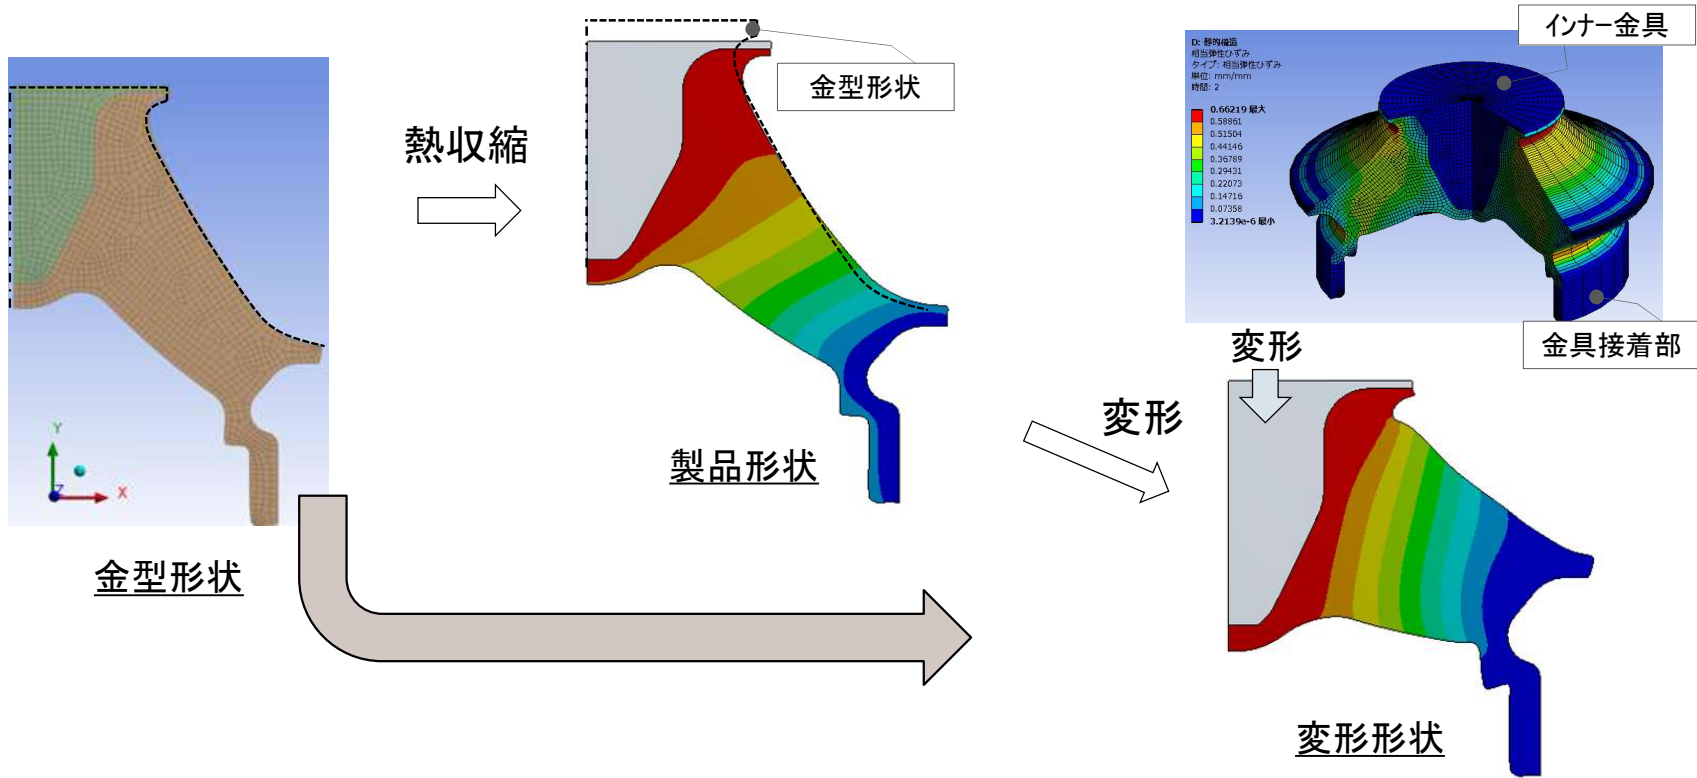 インナー金具
D: 静的構造
相当弾性ひずみ
タイプ: 相当弾性ひずみ
単位: mm/mm
時間: 2
0.66219 最大
0.58861
0.51504
0.44146
0.36789
0.29431
0.22073
0.14716
0.07358
3.2139e-6 最小
金型形状
熱収縮
金具接着部
変形
変形
製品形状
Y
Z
X
金型形状
変形形状